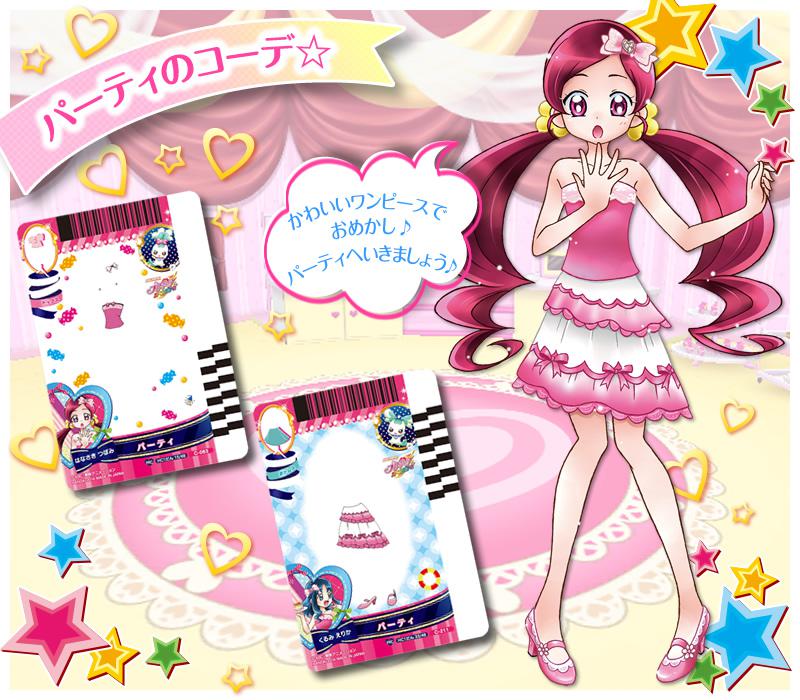 パーティのコーデ☆
かわいいワンピースで
おめかし♪
パーティへいきましょう♪
はなさき つぼみ
パーティ
C-063
くるみ えりか
パーティ